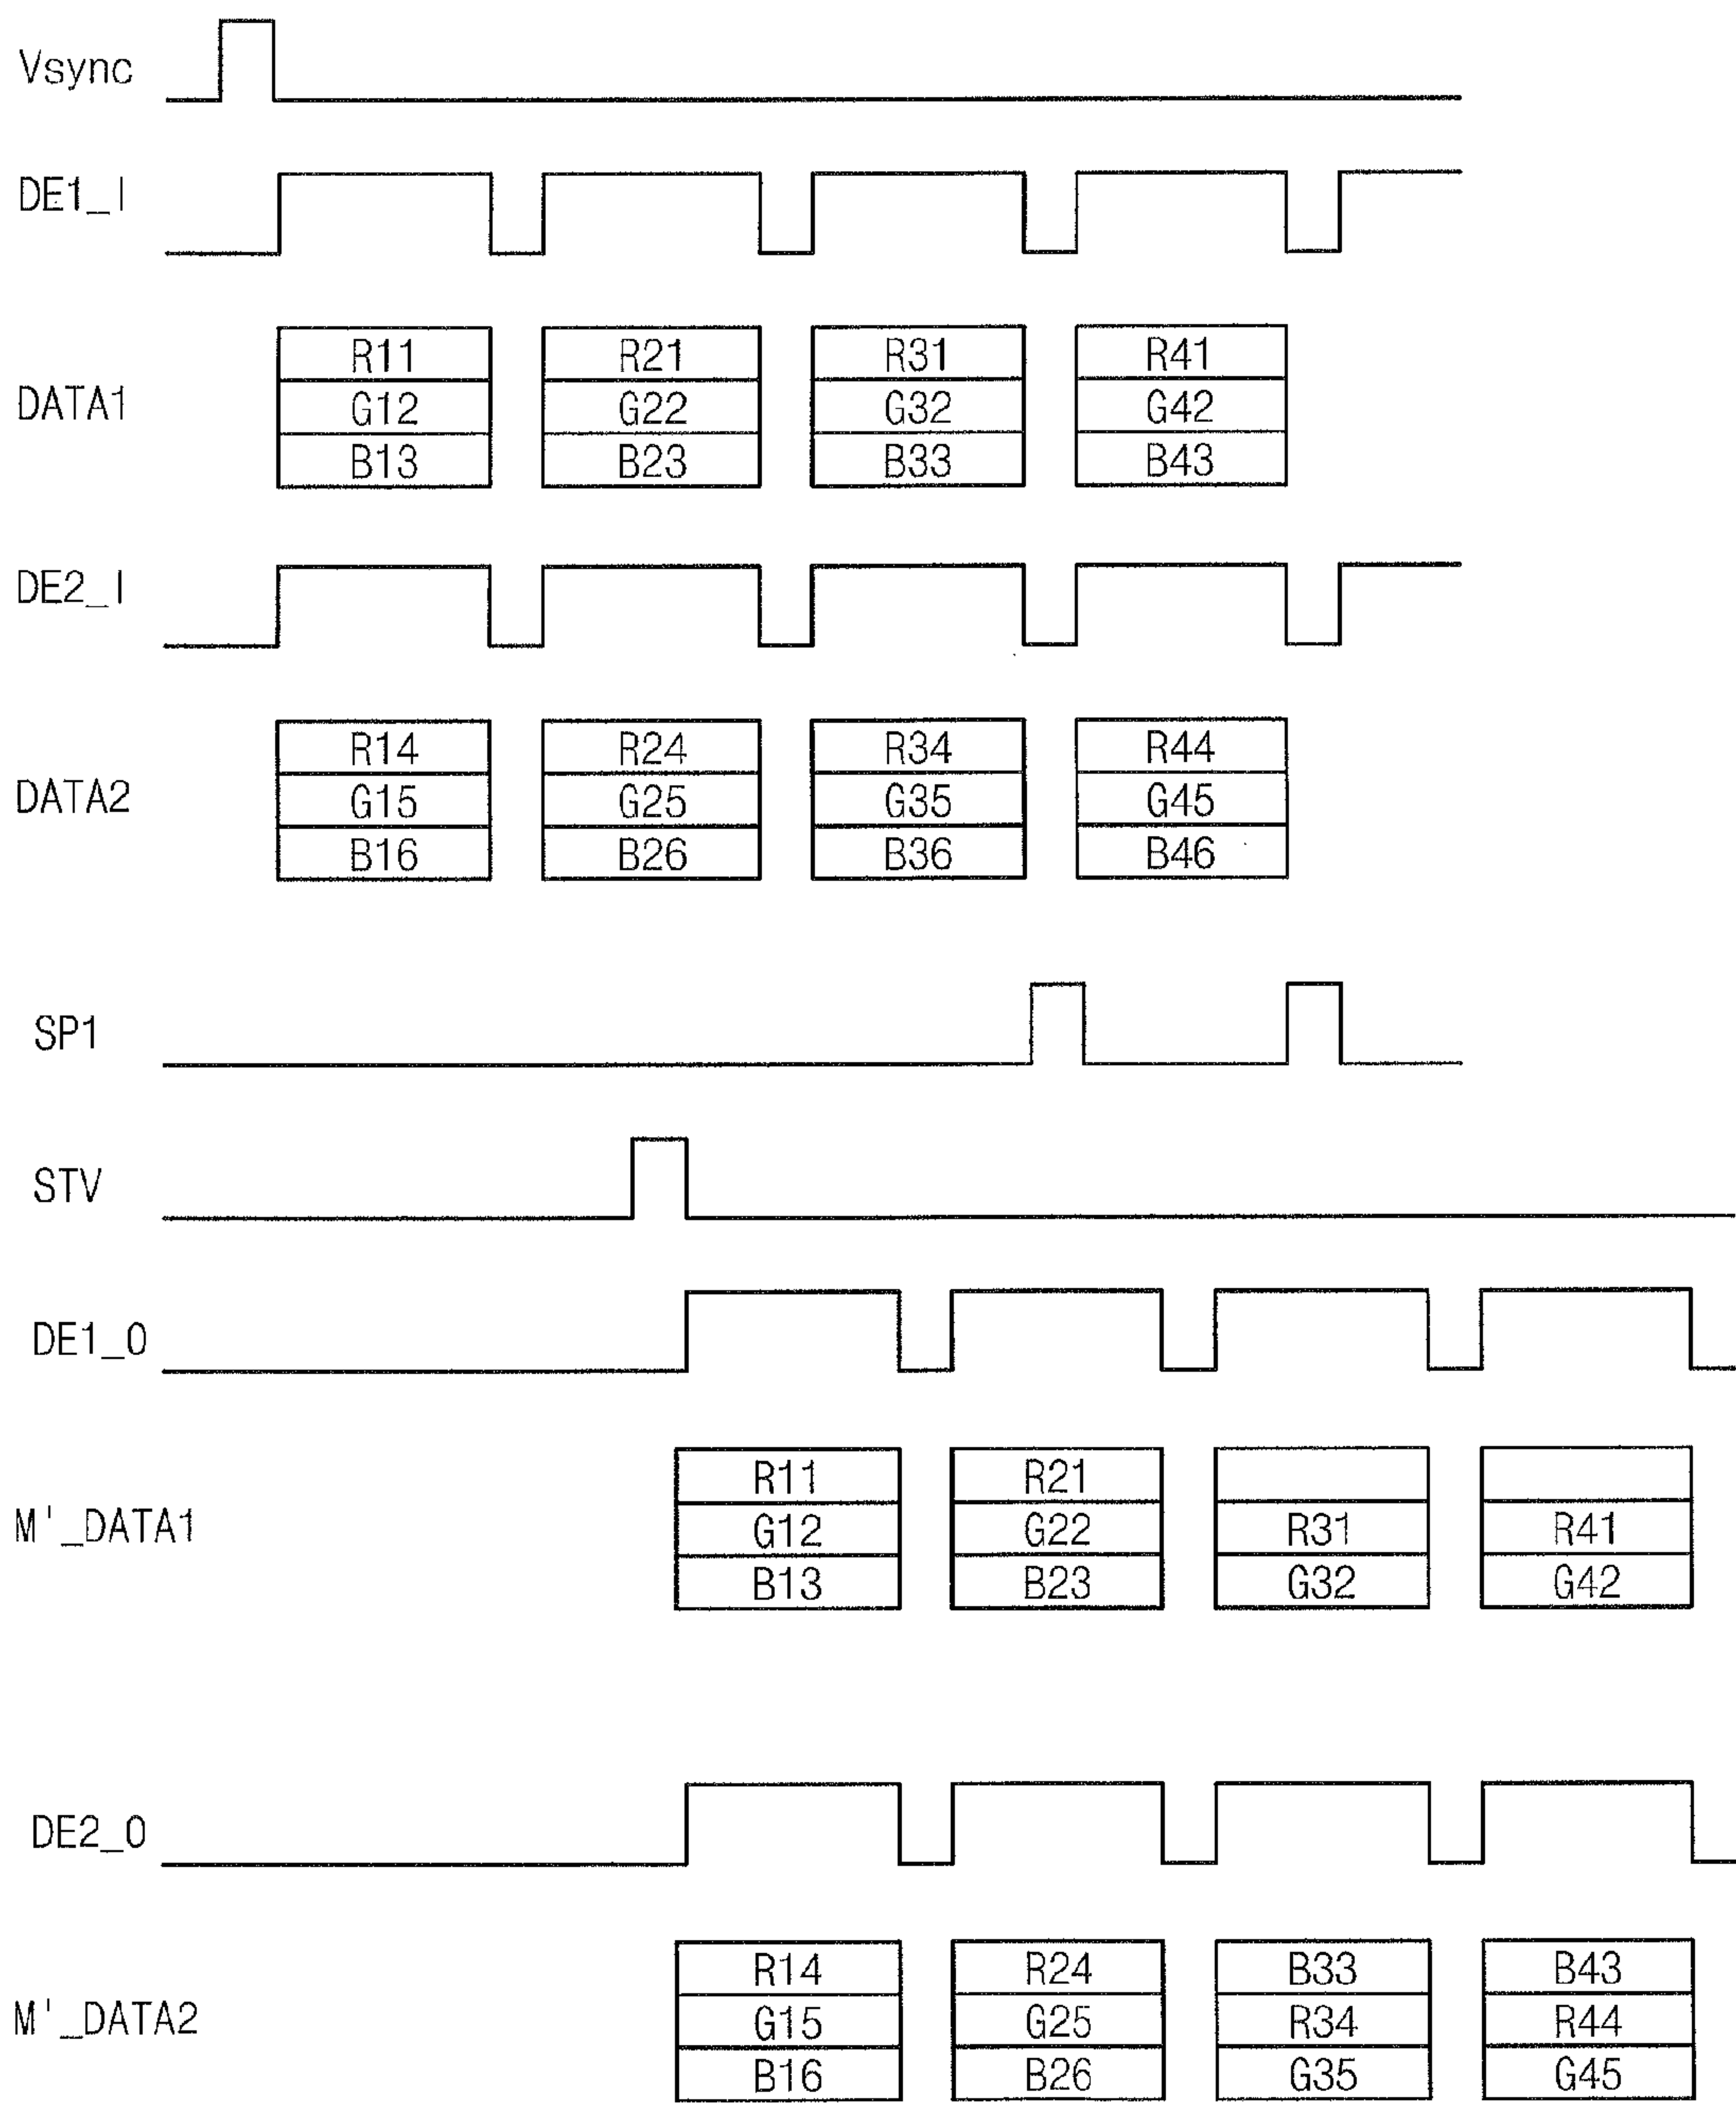 Vsync
DE1_I
DATA1
R11 R21 R31 R41
G12 G22 G32 G42
B13 B23 B33 B43
DE2_I
DATA2
R14 R24 R34 R44
G15 G25 G35 G45
B16 B26 B36 B46
SP1
STV
DE1_0
M'_DATA1
R11 R21
G12 G22 R31 R41
B13 B23 G32 G42
DE2_0
M'_DATA2
R14 R24 B33 B43
G15 G25 R34 R44
B16 B26 G35 G45